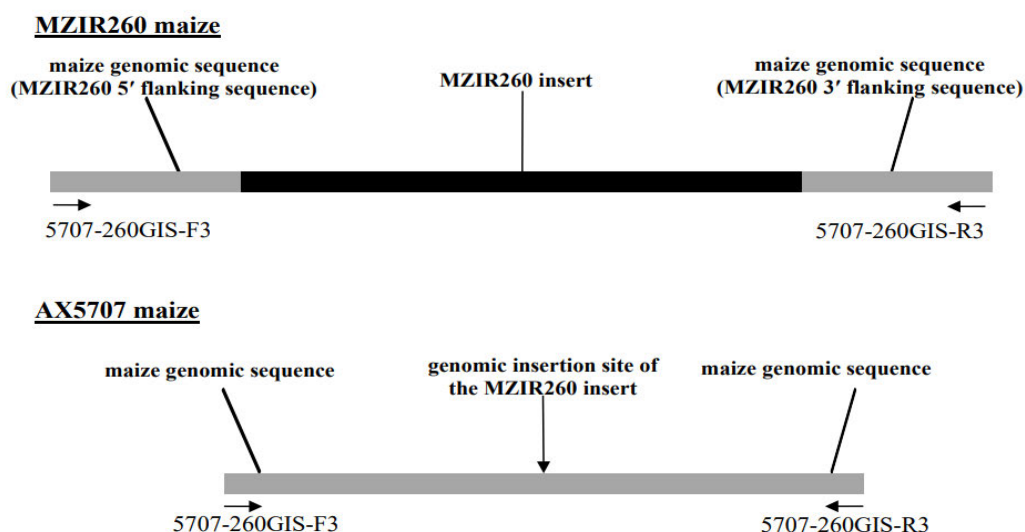 MZIR260 maize
maize genomic sequence
(MZIR260 5′ flanking sequence)
MZIR260 insert
maize genomic sequence
(MZIR260 3′ flanking sequence)
5707-260GIS-F3
5707-260GIS-R3
AX5707 maize
maize genomic sequence
genomic insertion site of
the MZIR260 insert
maize genomic sequence
5707-260GIS-F3
5707-260GIS-R3